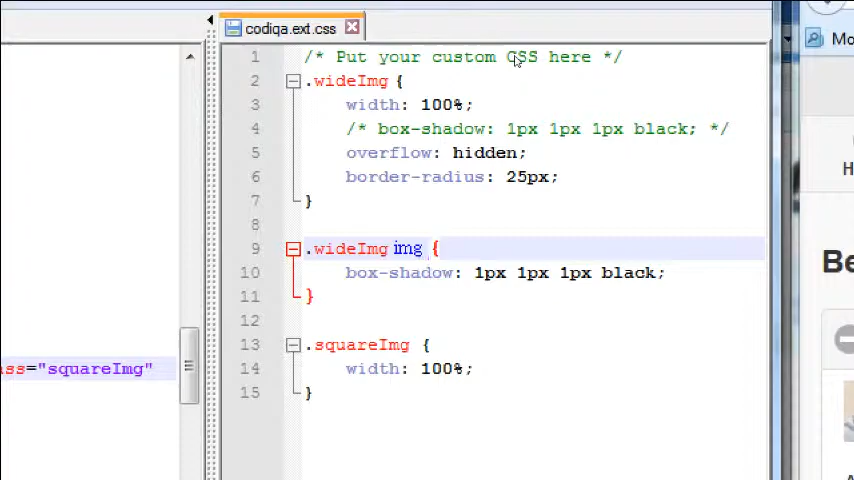 codiqa.ext.css
Mo
1 /* Put your custom CSS here */
2 .wideImg {
3 width: 100%;
4 /* box-shadow: 1px 1px 1px black; */
5 overflow: hidden;
6 border-radius: 25px;
7 }
8
9 .wideImg img {
10 box-shadow: 1px 1px 1px black;
11 }
12
13 .squareImg {
14 width: 100%;
15 }
ass="squareImg"
H
Be